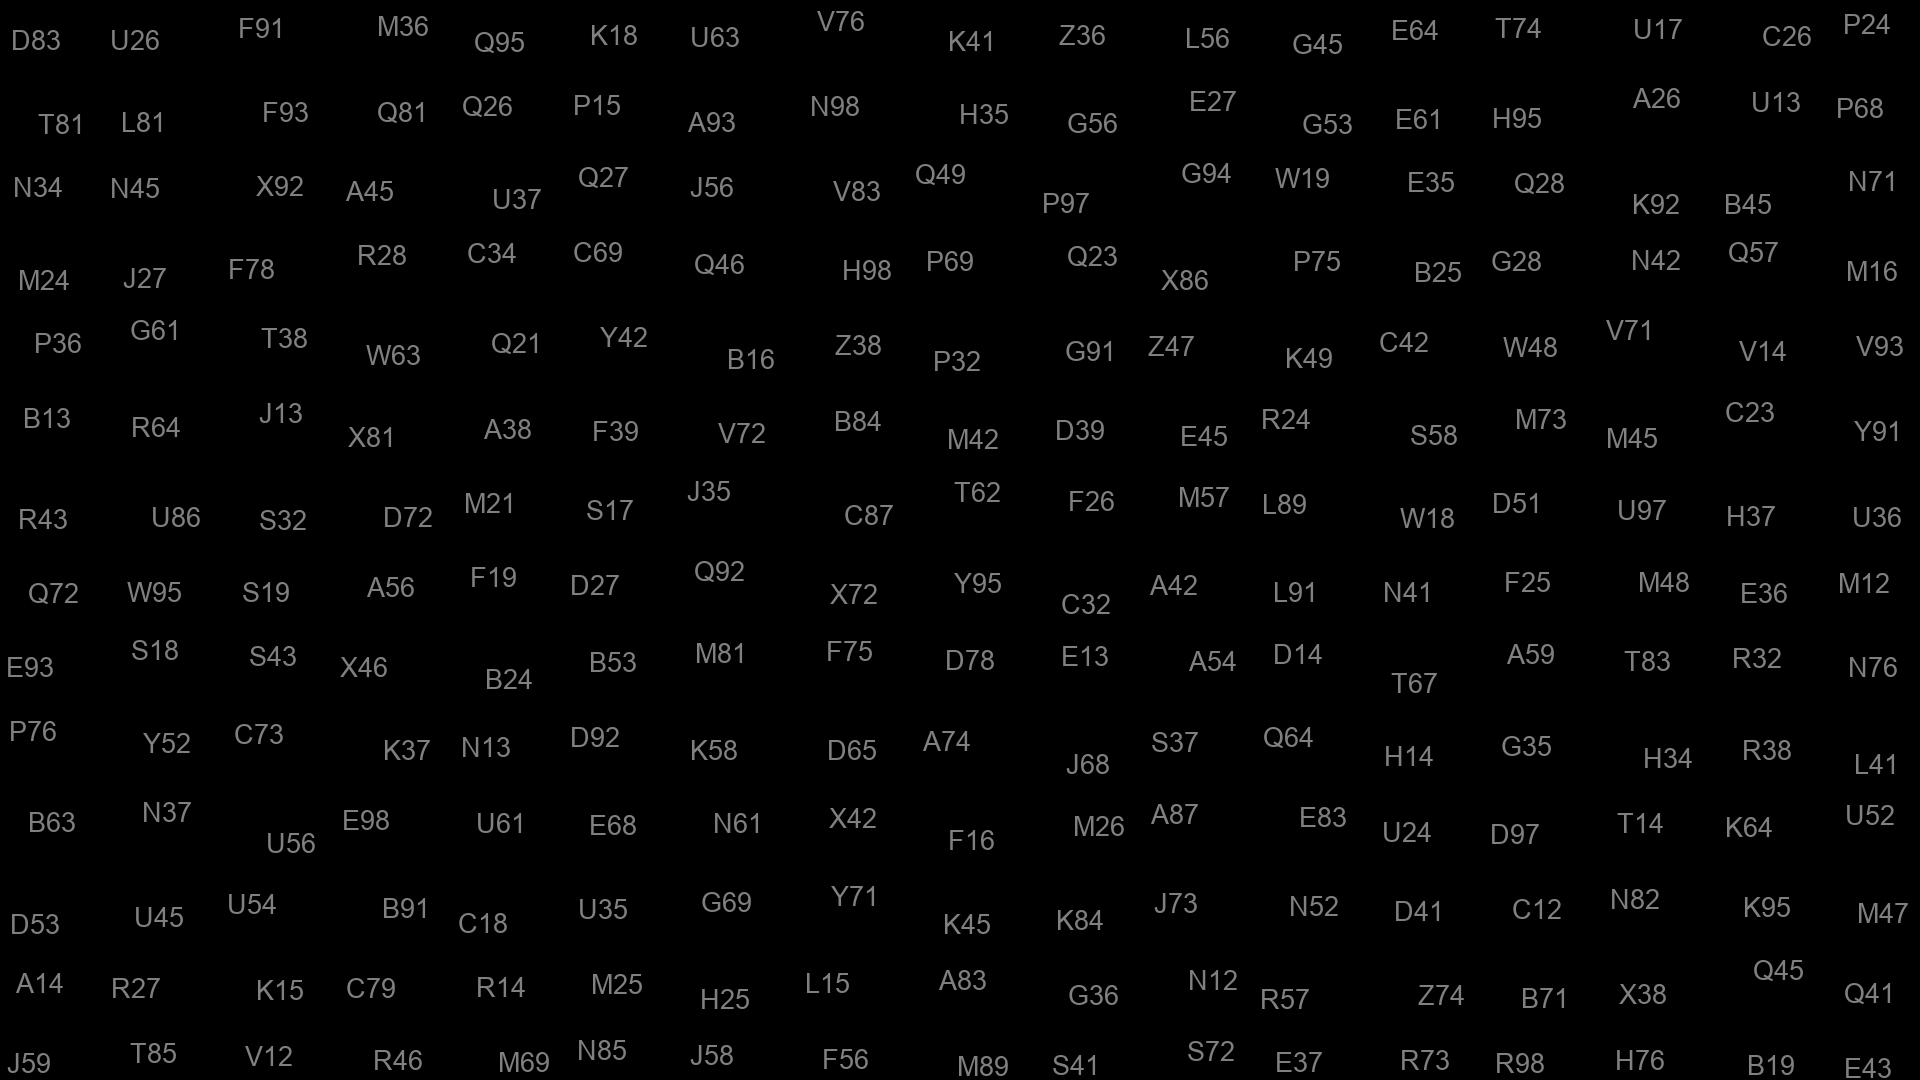 D83 U26 F91 M36 Q95 K18 U63 V76 K41 Z36 L56 G45 E64 T74 U17 C26 P24
T81 L81 F93 Q81 Q26 P15 A93 N98 H35 G56 E27 G53 E61 H95 A26 U13 P68
N34 N45 X92 A45 U37 Q27 J56 V83 Q49 P97 G94 W19 E35 Q28 K92 B45 N71
M24 J27 F78 R28 C34 C69 Q46 H98 P69 Q23 X86 P75 B25 G28 N42 Q57 M16
P36 G61 T38 W63 Q21 Y42 B16 Z38 P32 G91 Z47 K49 C42 W48 V71 V14 V93
B13 R64 J13 X81 A38 F39 V72 B84 M42 D39 E45 R24 S58 M73 M45 C23 Y91
R43 U86 S32 D72 M21 S17 J35 C87 T62 F26 M57 L89 W18 D51 U97 H37 U36
Q72 W95 S19 A56 F19 D27 Q92 X72 Y95 C32 A42 L91 N41 F25 M48 E36 M12
E93 S18 S43 X46 B24 B53 M81 F75 D78 E13 A54 D14 T67 A59 T83 R32 N76
P76 Y52 C73 K37 N13 D92 K58 D65 A74 J68 S37 Q64 H14 G35 H34 R38 L41
B63 N37 U56 E98 U61 E68 N61 X42 F16 M26 A87 E83 U24 D97 T14 K64 U52
D53 U45 U54 B91 C18 U35 G69 Y71 K45 K84 J73 N52 D41 C12 N82 K95 M47
A14 R27 K15 C79 R14 M25 H25 L15 A83 G36 N12 R57 Z74 B71 X38 Q45 Q41
J59 T85 V12 R46 M69 N85 J58 F56 M89 S41 S72 E37 R73 R98 H76 B19 E43